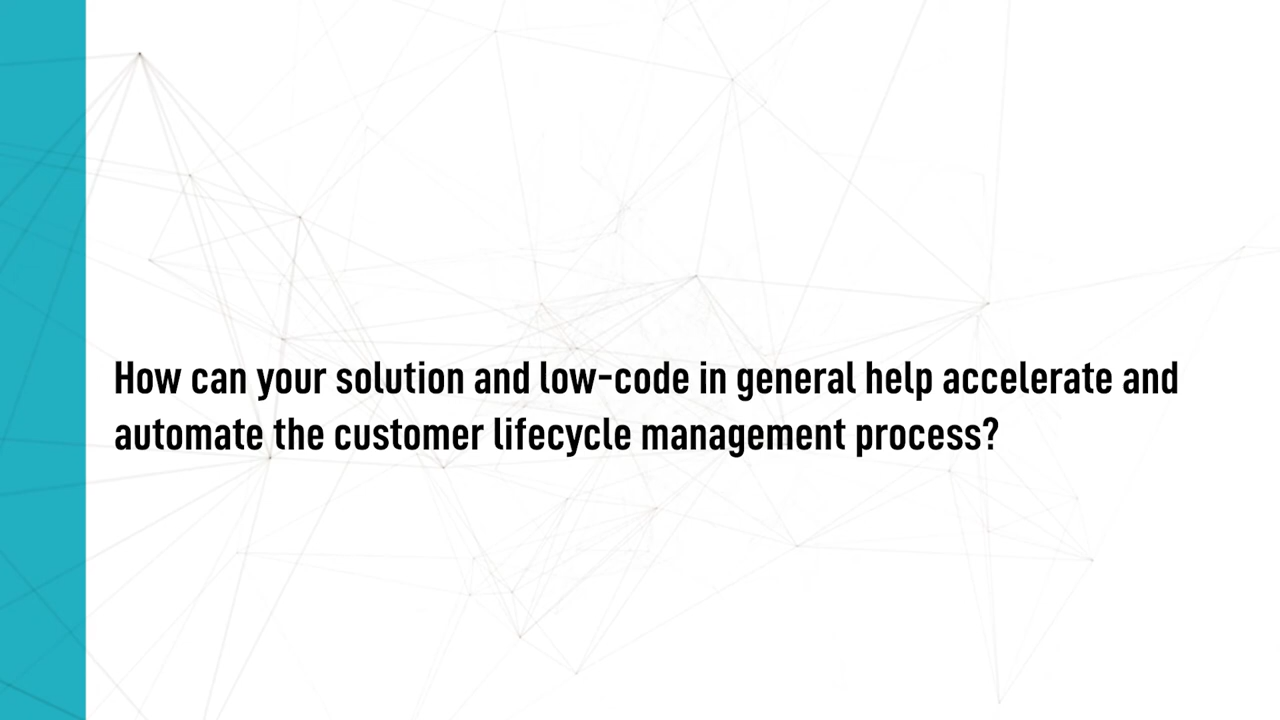 How can your solution and low-code in general help accelerate and
automate the customer lifecycle management process?